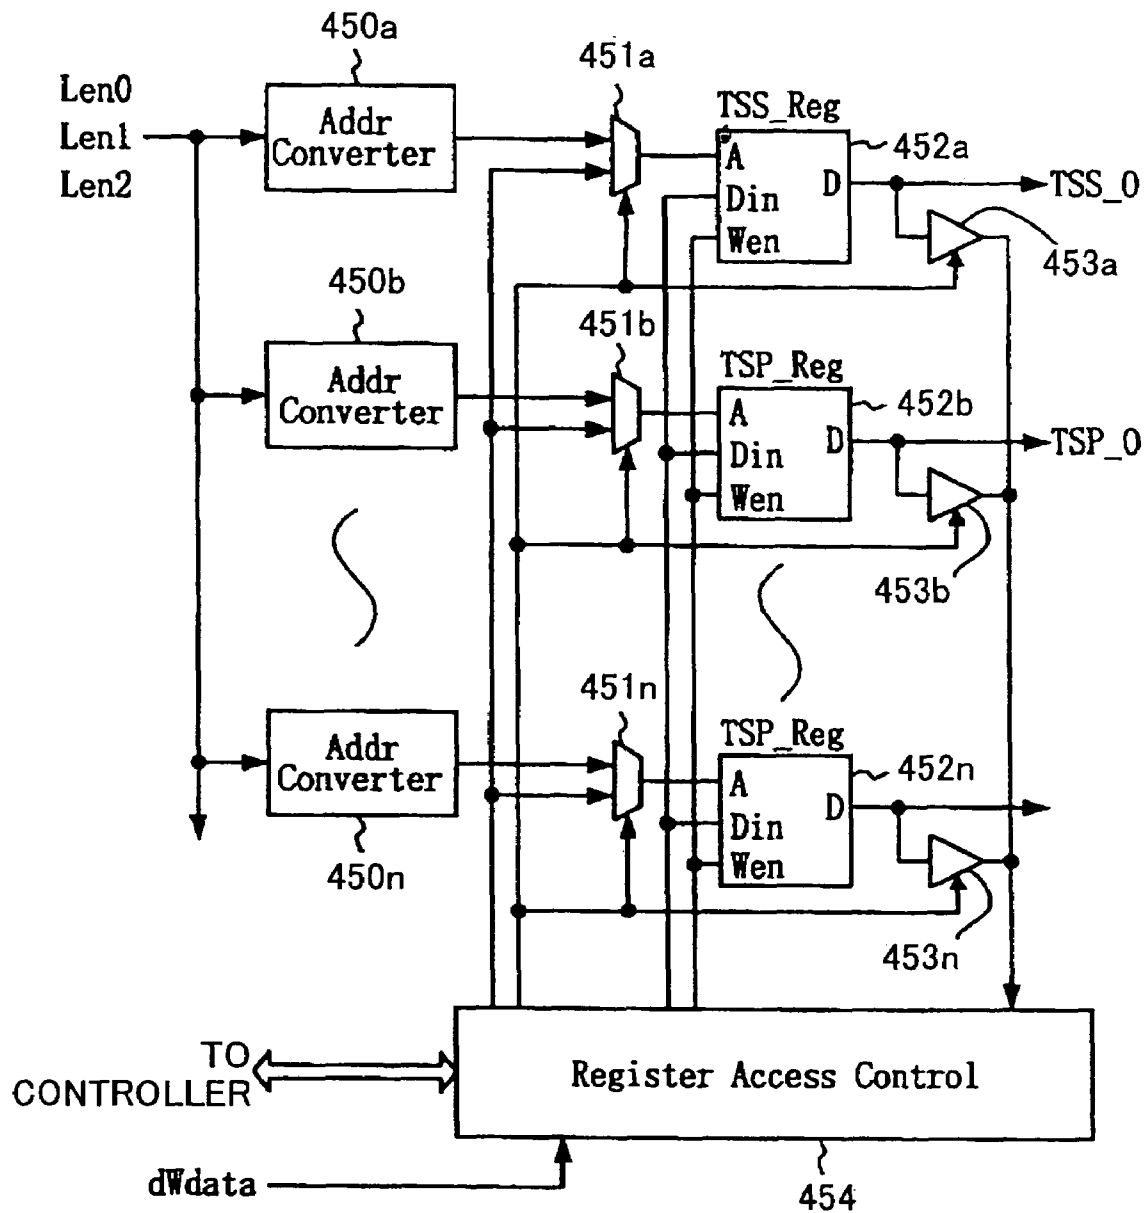 450a
451a
Len0
Len1
Len2
Addr
Converter
TSS_Reg
A
Din
Wen
D
452a
TSS_0
453a
450b
451b
Addr
Converter
TSP_Reg
A
Din
Wen
D
452b
TSP_0
453b
451n
Addr
Converter
450n
TSP_Reg
A
Din
Wen
D
452n
453n
TO
CONTROLLER
Register Access Control
dWdata
454